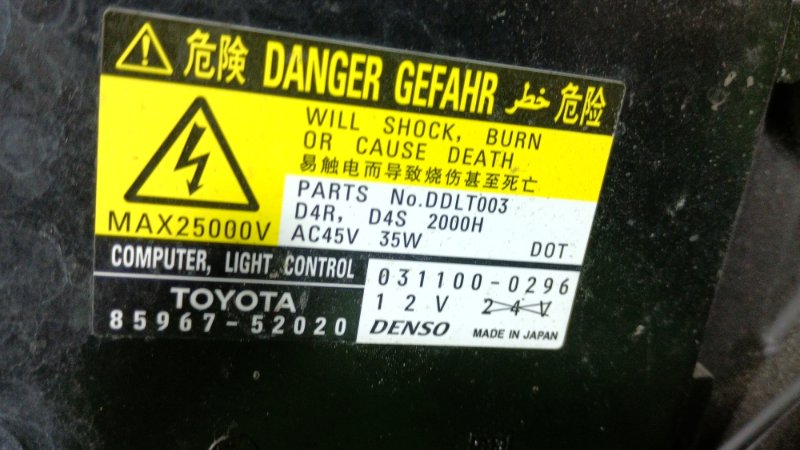 危険 DANGER GEFAHR خطر 危险
WILL SHOCK, BURN
OR CAUSE DEATH
易触电而导致烧伤甚至死亡
MAX25000V
PARTS No.DDLT003
D4R, D4S 2000H
AC45V 35W
DOT
COMPUTER, LIGHT CONTROL
TOYOTA
85967-52020
031100-0296
12V 24V
DENSO MADE IN JAPAN